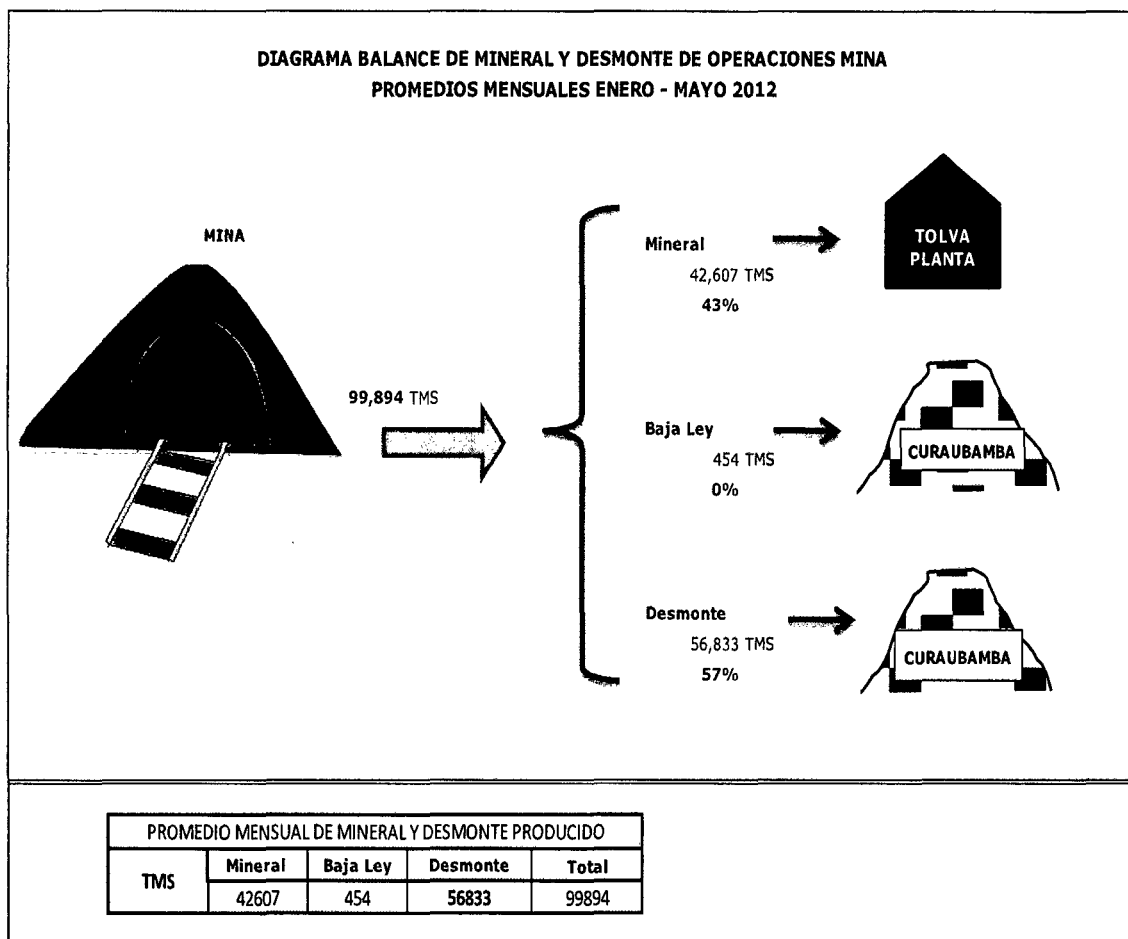 DIAGRAMA BALANCE DE MINERAL Y DESMONTE DE OPERACIONES MINA
PROMEDIOS MENSUALES ENERO - MAYO 2012
MINA
99,894 TMS
Mineral
42,607 TMS
43%
TOLVA
PLANTA
Baja Ley
454 TMS
0%
CURAUBAMBA
Desmonte
56,833 TMS
57%
CURAUBAMBA
PROMEDIO MENSUAL DE MINERAL Y DESMONTE PRODUCIDO
TMS Mineral Baja Ley Desmonte Total
42607 454 56833 99894